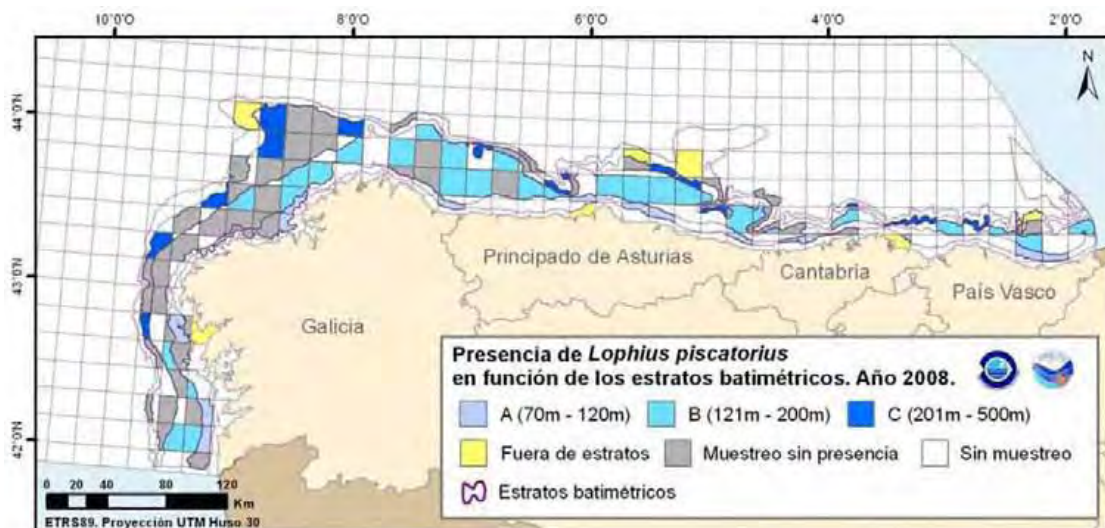 10°0'O 8°0'O 6°0'O 4°0'O 2°0'O
N
44°0'N
43°0'N
42°0'N
Principado de Asturias
Cantabria
País Vasco
Galicia
Presencia de Lophius piscatorius
en función de los estratos batimétricos. Año 2008.
A (70m - 120m) B (121m - 200m) C (201m - 500m)
Fuera de estratos Muestreo sin presencia Sin muestreo
Estratos batimétricos
0 20 40 80 120
Km
ETRS89. Proyección UTM Huso 30